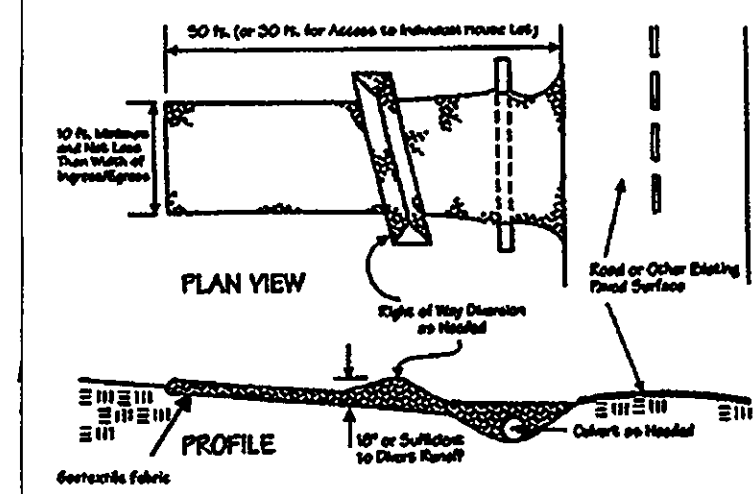 50 ft. (or 30 ft. for Access to Individual House Lot)
10 ft. Minimum
and Not Less
Than Width of
Ingress/Egress
PLAN VIEW
Right of Way Diversion
as Needed
Road or Other Existing
Paved Surface
PROFILE
18" or Sufficient
to Divert Runoff
Culvert as Needed
Geotextile Fabric